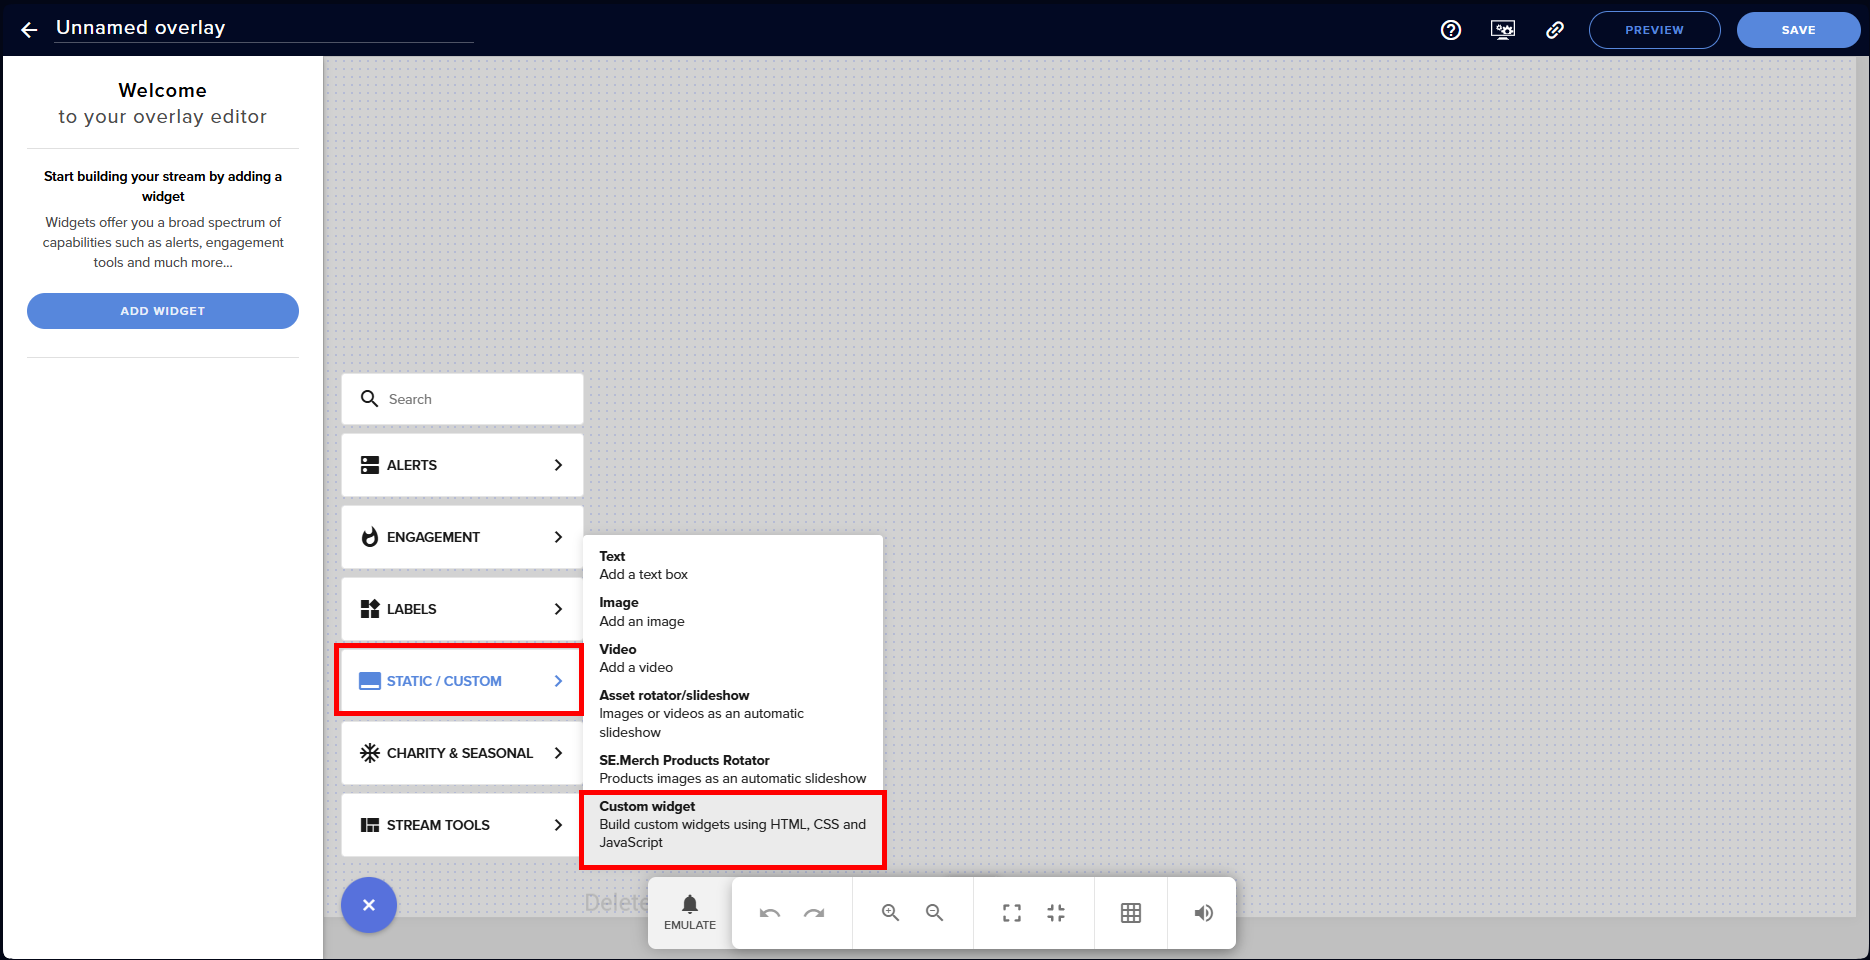 Unnamed overlay
PREVIEW
SAVE
Welcome
to your overlay editor
Start building your stream by adding a
widget
Widgets offer you a broad spectrum of
capabilities such as alerts, engagement
tools and much more...
ADD WIDGET
Search
ALERTS
ENGAGEMENT
LABELS
STATIC / CUSTOM
CHARITY & SEASONAL
STREAM TOOLS
Text
Add a text box
Image
Add an image
Video
Add a video
Asset rotator/slideshow
Images or videos as an automatic
slideshow
SE.Merch Products Rotator
Products images as an automatic slideshow
Custom widget
Build custom widgets using HTML, CSS and
JavaScript
Delete
EMULATE